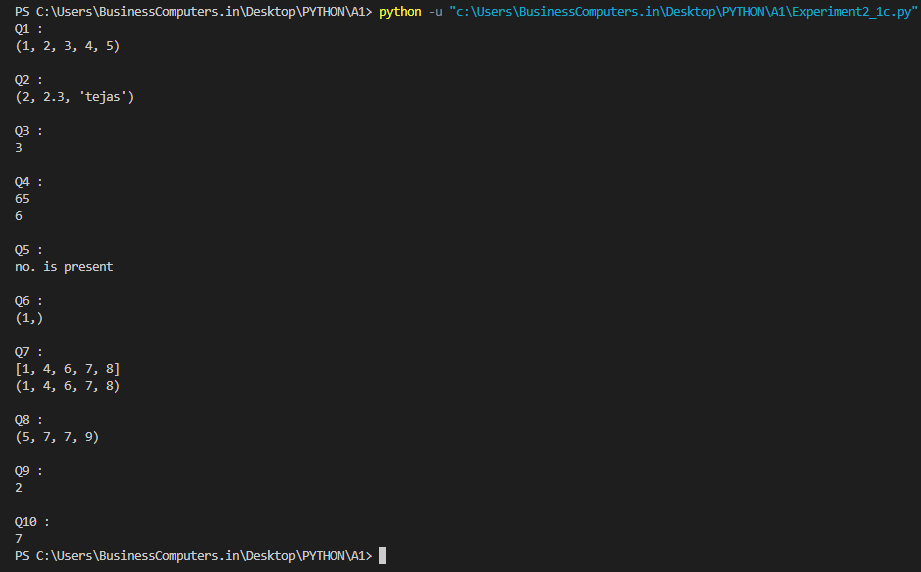 PS C:\Users\BusinessComputers.in\Desktop\PYTHON\A1> python -u "c:\Users\BusinessComputers.in\Desktop\PYTHON\A1\Experiment2_1c.py"
Q1 :
(1, 2, 3, 4, 5)
Q2 :
(2, 2.3, 'tejas')
Q3 :
3
Q4 :
65
6
Q5 :
no. is present
Q6 :
(1,)
Q7 :
[1, 4, 6, 7, 8]
(1, 4, 6, 7, 8)
Q8 :
(5, 7, 7, 9)
Q9 :
2
Q10 :
7
PS C:\Users\BusinessComputers.in\Desktop\PYTHON\A1>